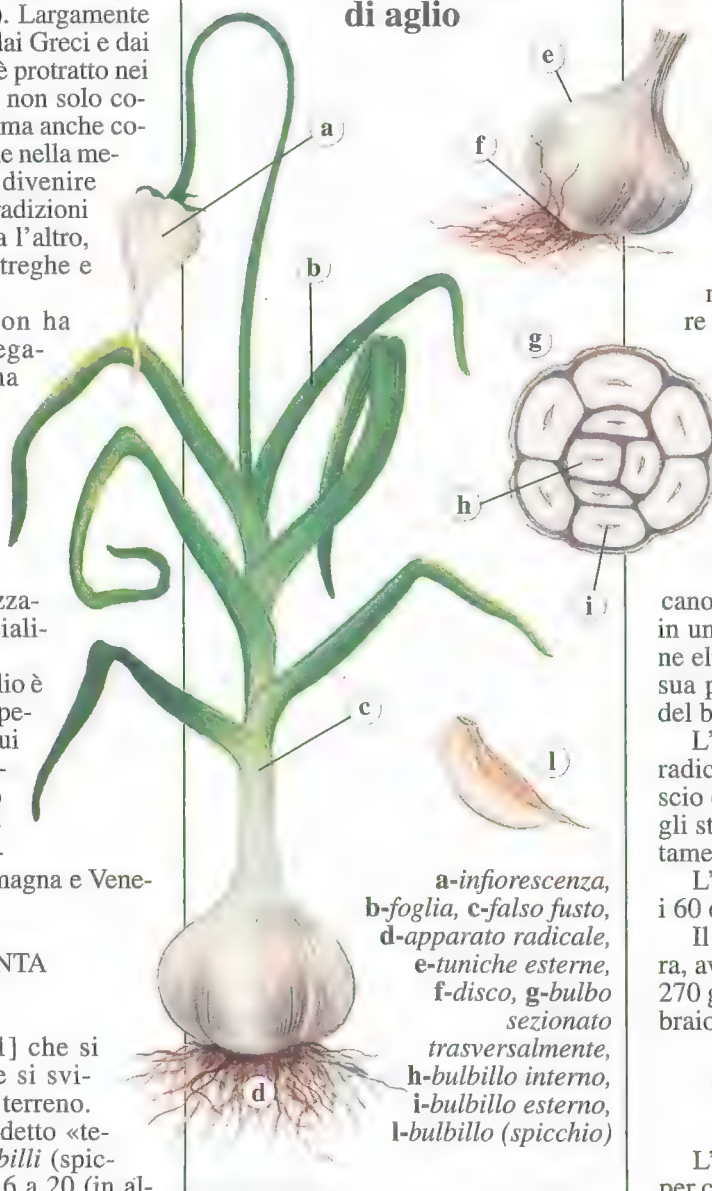 ). Largamente
dai Greci e dai
è protratto nei
non solo co-
ma anche co-
e nella me-
divenire
radizioni
a l'altro,
treghe e
on ha
ega-
na
zza-
iali-
lio è
pe-
ui
magna e Vene-
NTA
1] che si
e si svi-
terreno.
detto «te-
billi (spic-
6 a 20 (in al-
di aglio
a
b
c
d
e
f
g
h
i
l
a-infiorescenza,
b-foglia, c-falso fusto,
d-apparato radicale,
e-tuniche esterne,
f-disco, g-bulbo
sezionato
trasversalmente,
h-bulbillo interno,
i-bulbillo esterno,
l-bulbillo (spicchio)
re
cano
in un
ne el
sua p
del b
L'
radic
scio
gli st
tame
L'
i 60
Il
ra, av
270 g
braio
L'
per c